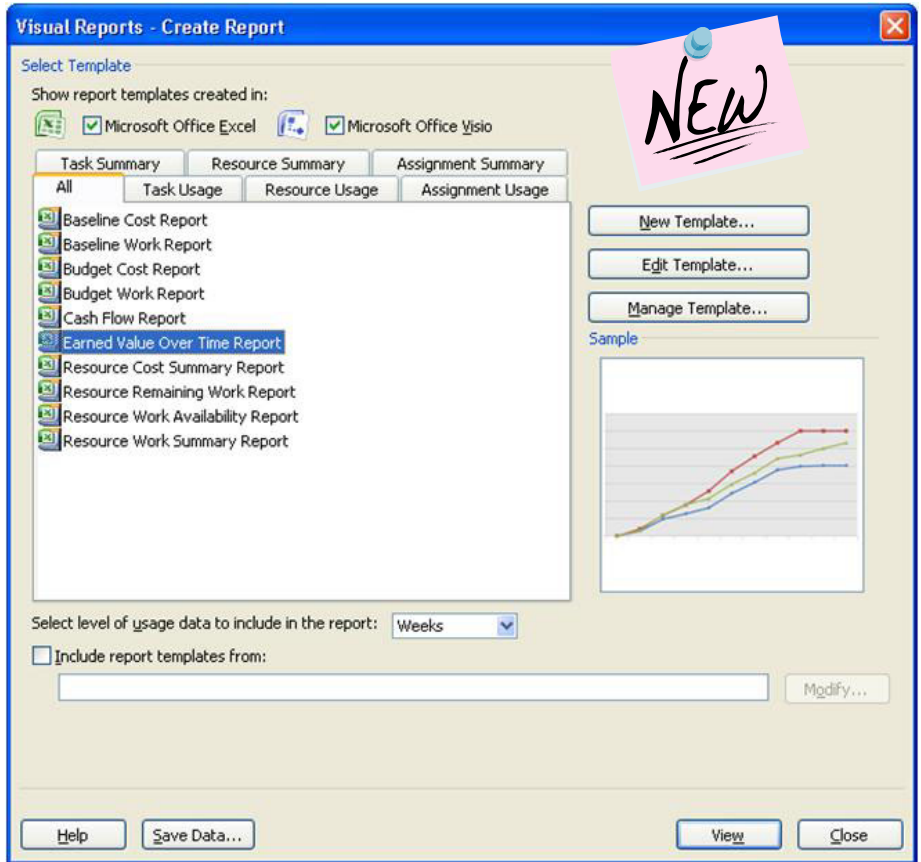 Visual Reports - Create Report
NEW
Select Template
Show report templates created in:
Microsoft Office Excel
Microsoft Office Visio
Task Summary
Resource Summary
Assignment Summary
All
Task Usage
Resource Usage
Assignment Usage
Baseline Cost Report
Baseline Work Report
Budget Cost Report
Budget Work Report
Cash Flow Report
Earned Value Over Time Report
Resource Cost Summary Report
Resource Remaining Work Report
Resource Work Availability Report
Resource Work Summary Report
New Template...
Edit Template...
Manage Template...
Sample
Select level of usage data to include in the report:
Weeks
Include report templates from:
Modify...
Help
Save Data...
View
Close